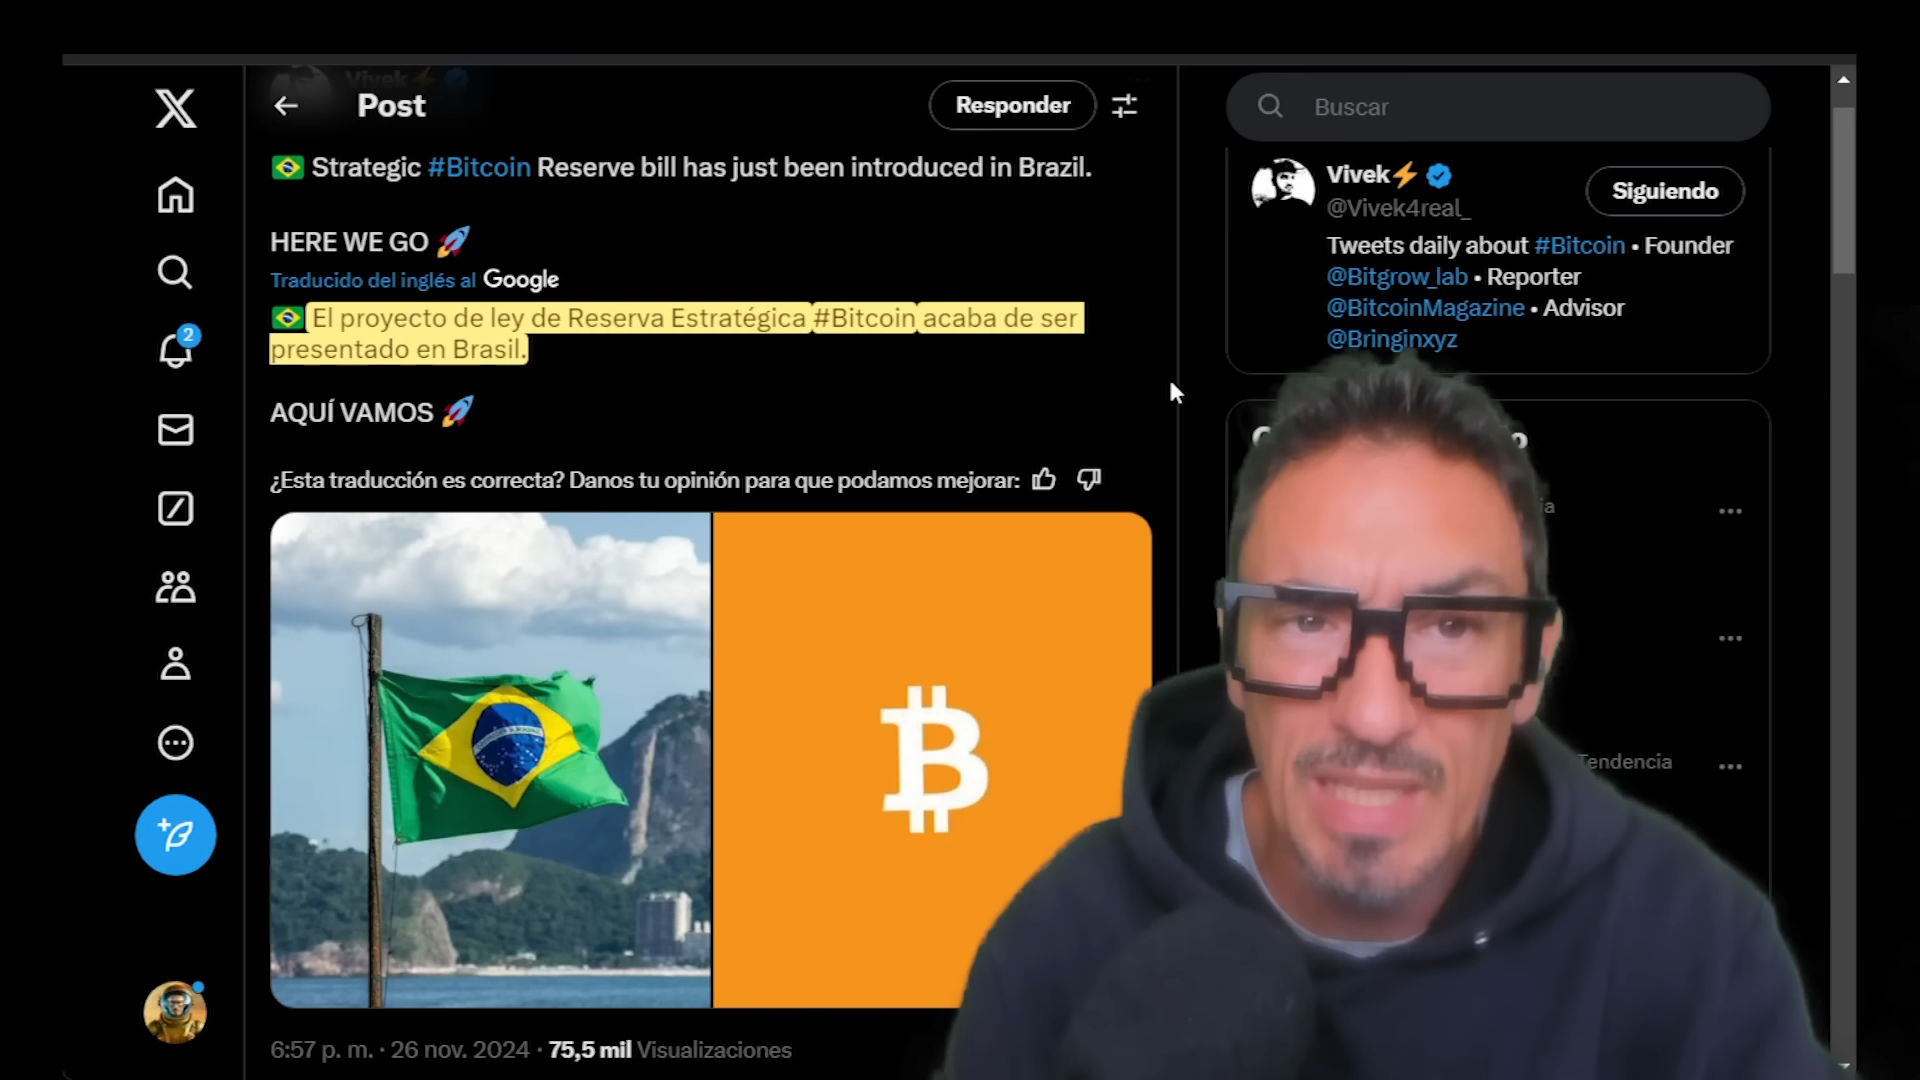 Vivek⚡
Post
Responder
Buscar
🇧🇷 Strategic #Bitcoin Reserve bill has just been introduced in Brazil.
HERE WE GO 🚀
Traducido del inglés al Google
🇧🇷 El proyecto de ley de Reserva Estratégica #Bitcoin acaba de ser
presentado en Brasil.
AQUÍ VAMOS 🚀
¿Esta traducción es correcta? Danos tu opinión para que podamos mejorar:
6:57 p. m. · 26 nov. 2024 · 75,5 mil Visualizaciones
2
Vivek⚡
@Vivek4real_
Siguiendo
Tweets daily about #Bitcoin • Founder
@Bitgrow_lab • Reporter
@BitcoinMagazine • Advisor
@Bringinxyz
Tendencia